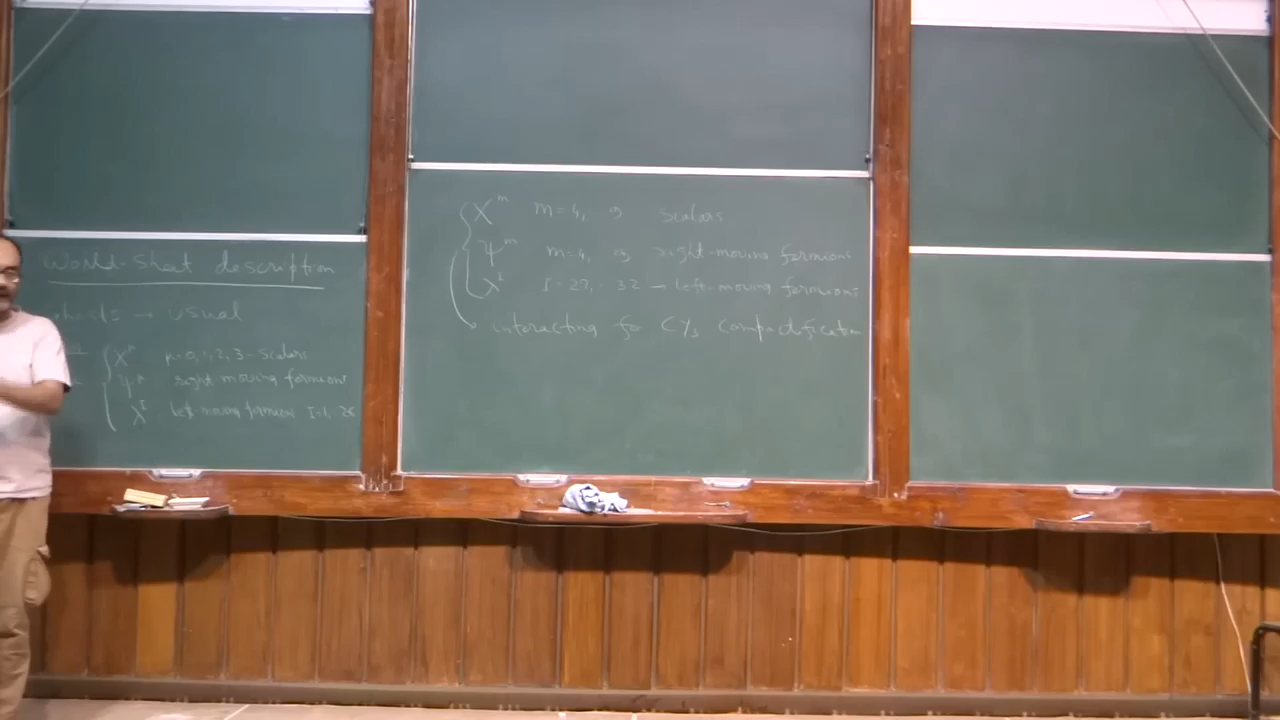 World-Sheet description
ghosts → usual
X^μ μ=0,1,2,3 - scalars
ψ^μ right moving fermions
λ^I left-moving fermion I=1,..26
X^m m=4,..9 scalars
ψ^m m=4,..9 right-moving fermions
λ^I I=27,..32 — left-moving fermions
interacting for CY₃ compactification